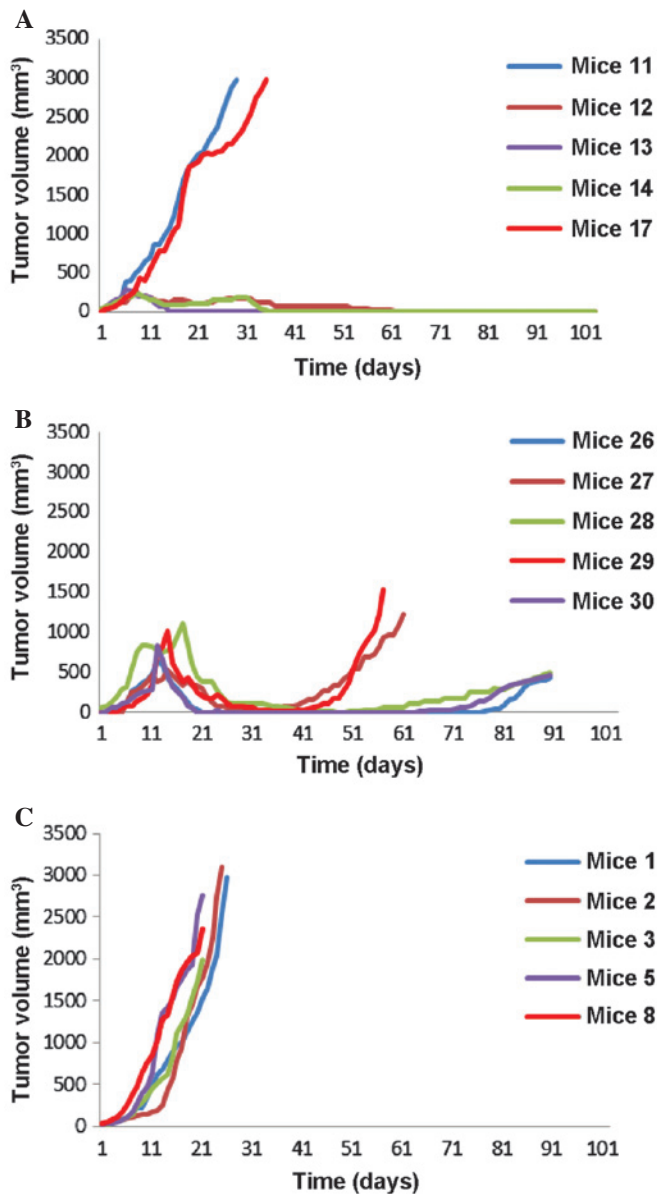 A
Tumor volume (mm³)
3500
3000
2500
2000
1500
1000
500
0
1 11 21 31 41 51 61 71 81 91 101
Time (days)
Mice 11
Mice 12
Mice 13
Mice 14
Mice 17
B
Tumor volume (mm³)
3500
3000
2500
2000
1500
1000
500
0
1 11 21 31 41 51 61 71 81 91 101
Time (days)
Mice 26
Mice 27
Mice 28
Mice 29
Mice 30
C
Tumor volume (mm³)
3500
3000
2500
2000
1500
1000
500
0
1 11 21 31 41 51 61 71 81 91 101
Time (days)
Mice 1
Mice 2
Mice 3
Mice 5
Mice 8